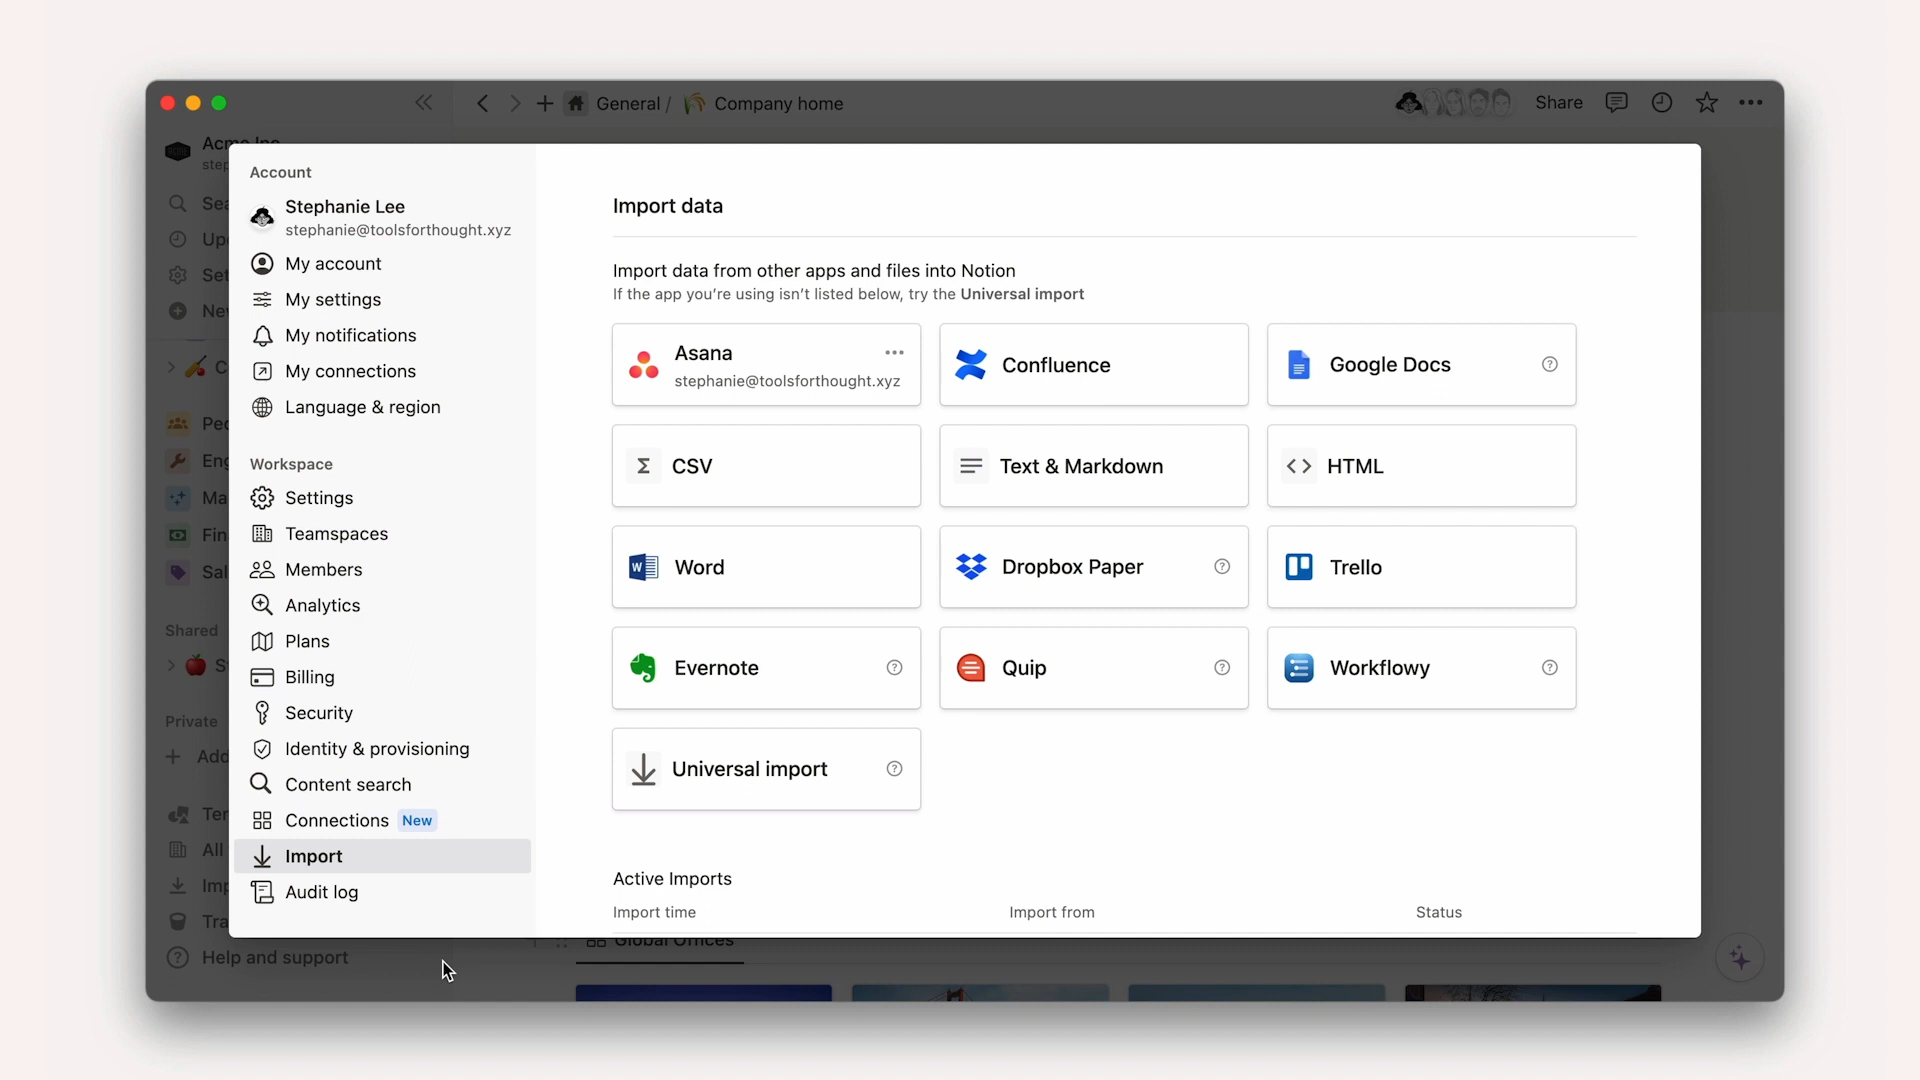 General /
Company home
Share
Account
Stephanie Lee
stephanie@toolsforthought.xyz
My account
My settings
My notifications
My connections
Language & region
Workspace
Settings
Teamspaces
Members
Analytics
Plans
Billing
Security
Identity & provisioning
Content search
Connections New
Import
Audit log
Shared
Private
Help and support
Import data
Import data from other apps and files into Notion
If the app you're using isn't listed below, try the Universal import
Asana
stephanie@toolsforthought.xyz
Confluence
Google Docs
CSV
Text & Markdown
HTML
Word
Dropbox Paper
Trello
Evernote
Quip
Workflowy
Universal import
Active Imports
Import time
Import from
Status
Global Offices